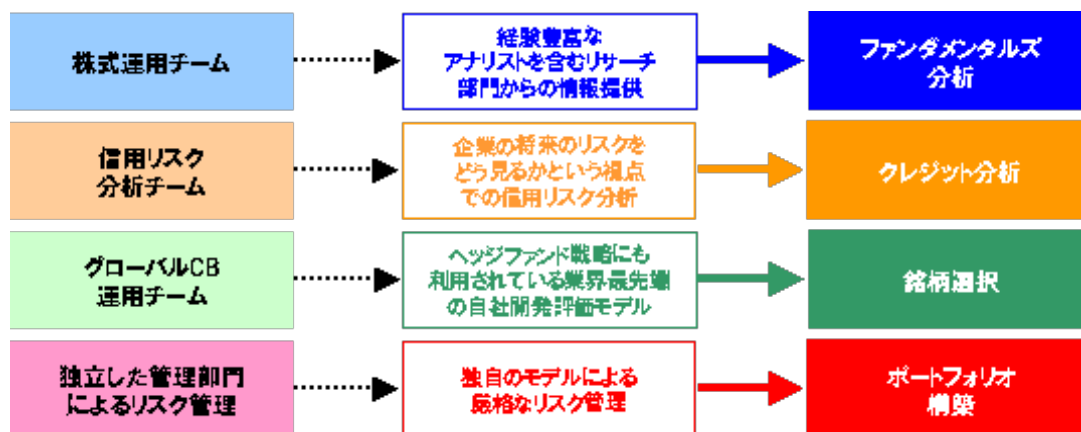 株式運用チーム
経験豊富な
アナリストを含むリサーチ
部門からの情報提供
ファンダメンタルズ
分析
信用リスク
分析チーム
企業の将来のリスクを
どう見るかという視点
での信用リスク分析
クレジット分析
グローバルCB
運用チーム
ヘッジファンド戦略にも
利用されている業界最先端
の自社開発評価モデル
銘柄選択
独立した管理部門
によるリスク管理
独自のモデルによる
厳格なリスク管理
ポートフォリオ
構築